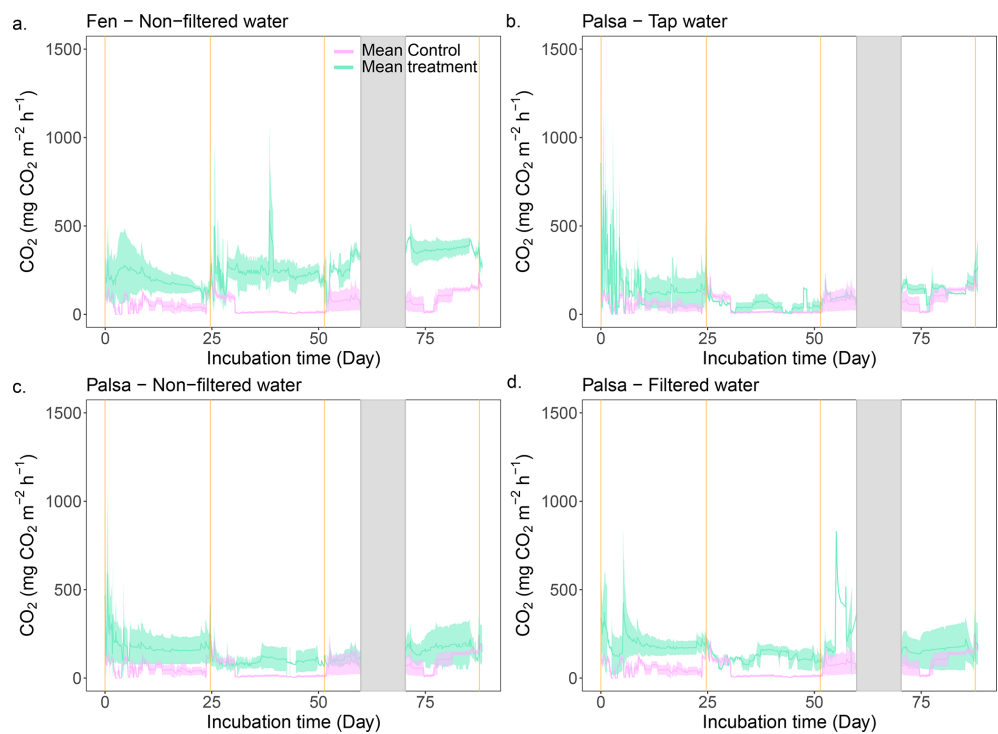 a.
Fen − Non−filtered water
1500
1000
500
0
CO2 (mg CO2 m−2 h−1)
Mean Control
Mean treatment
0 25 50 75
Incubation time (Day)
b.
Palsa − Tap water
1500
1000
500
0
CO2 (mg CO2 m−2 h−1)
0 25 50 75
Incubation time (Day)
c.
Palsa − Non−filtered water
1500
1000
500
0
CO2 (mg CO2 m−2 h−1)
0 25 50 75
Incubation time (Day)
d.
Palsa − Filtered water
1500
1000
500
0
CO2 (mg CO2 m−2 h−1)
0 25 50 75
Incubation time (Day)